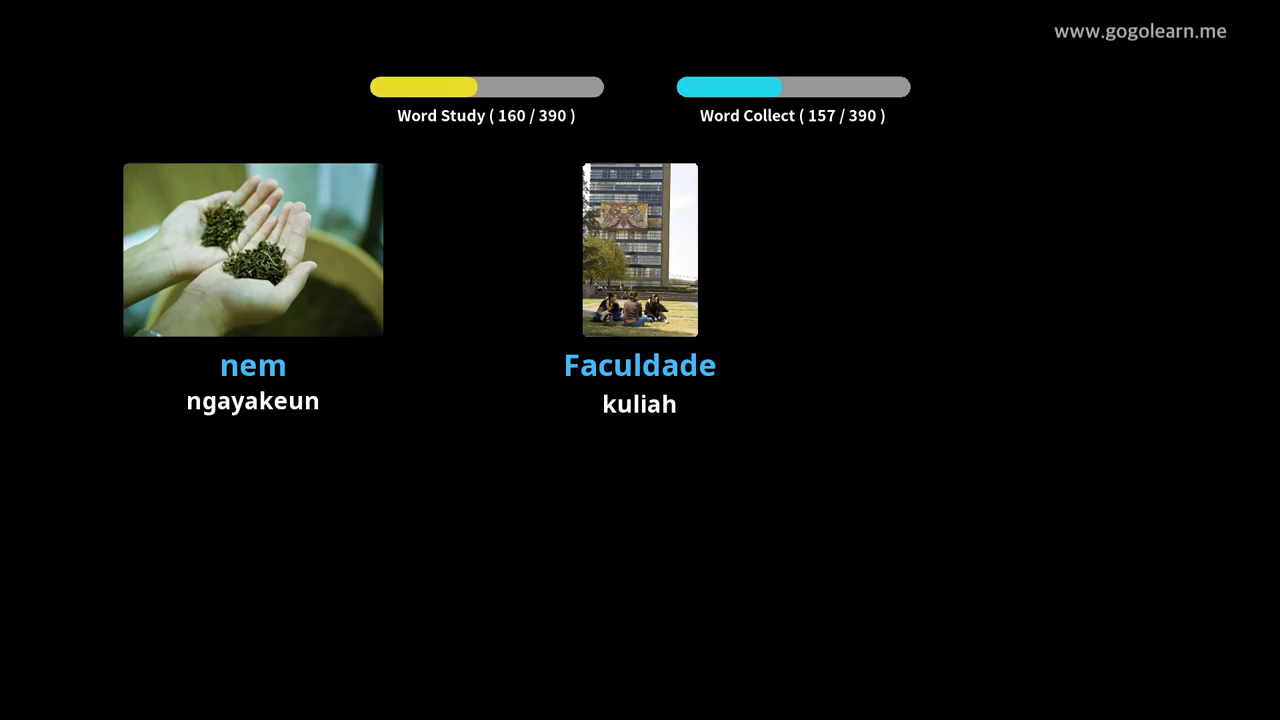 www.gogolearn.me
Word Study ( 160 / 390 )
Word Collect ( 157 / 390 )
nem
ngayakeun
Faculdade
kuliah